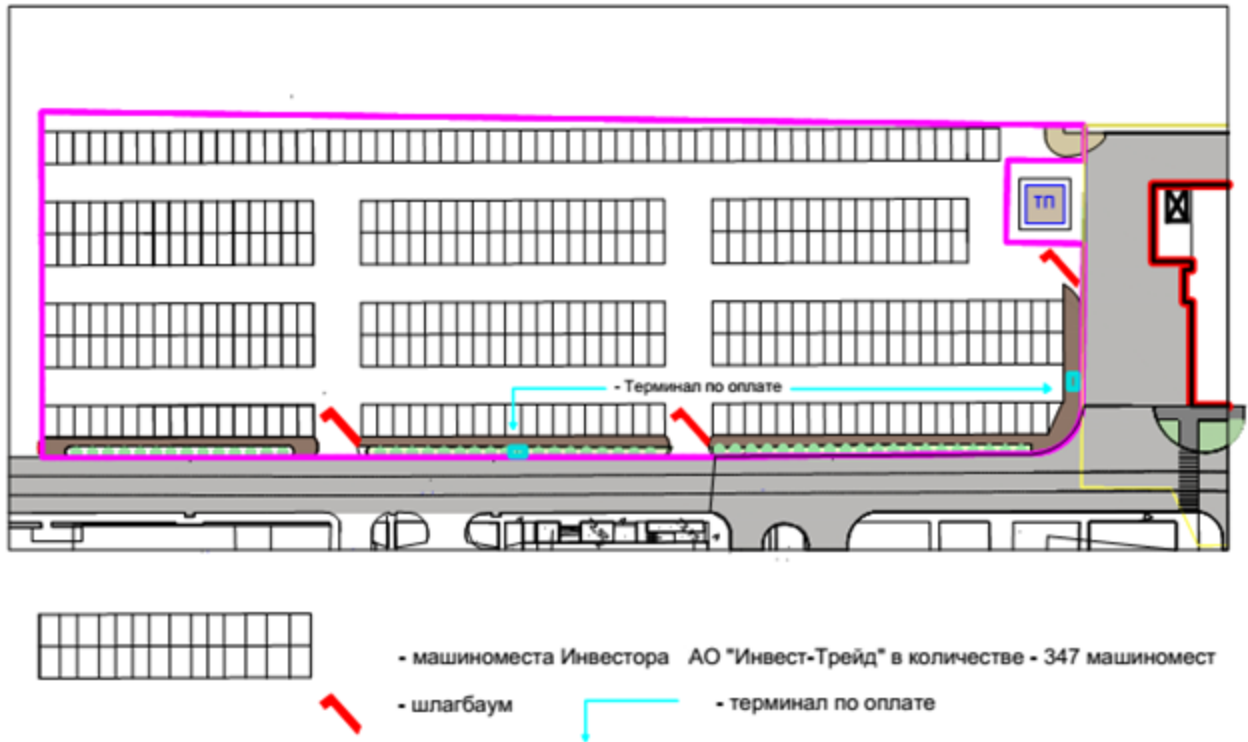 ТП
- Терминал по оплате
- машиноместа Инвестора АО "Инвест-Трейд" в количестве - 347 машиномест
- шлагбаум
- терминал по оплате